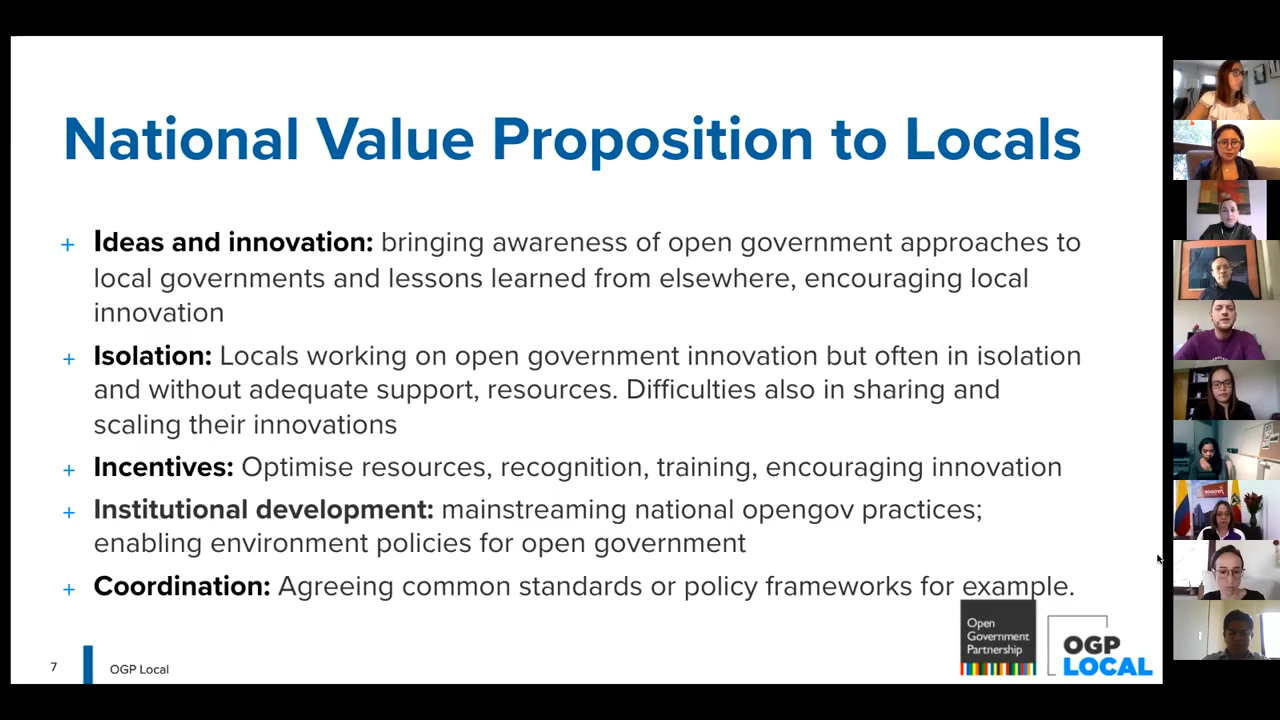 National Value Proposition to Locals
+ Ideas and innovation: bringing awareness of open government approaches to
local governments and lessons learned from elsewhere, encouraging local
innovation
+ Isolation: Locals working on open government innovation but often in isolation
and without adequate support, resources. Difficulties also in sharing and
scaling their innovations
+ Incentives: Optimise resources, recognition, training, encouraging innovation
+ Institutional development: mainstreaming national opengov practices;
enabling environment policies for open government
+ Coordination: Agreeing common standards or policy frameworks for example.
7
OGP Local
Open
Government
Partnership
OGP
LOCAL
BOGOTÁ